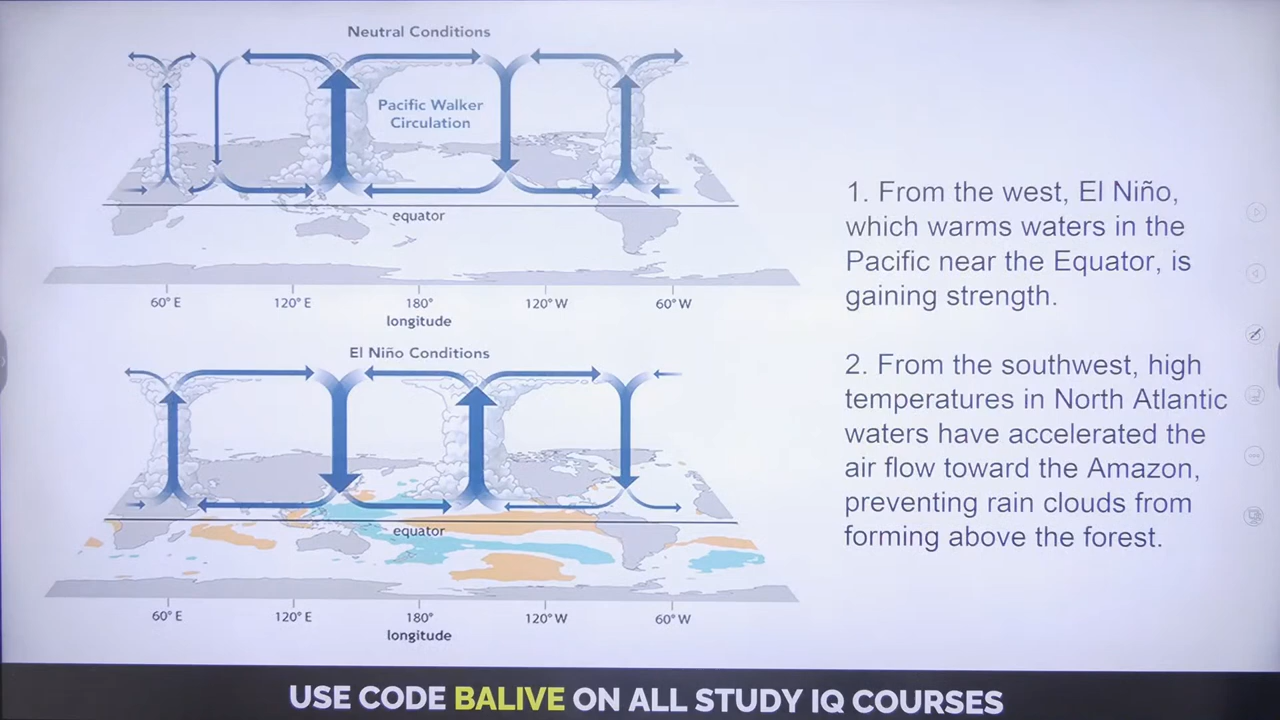 Neutral Conditions
Pacific Walker
Circulation
equator
60° E
120° E
180°
120° W
60° W
longitude
El Niño Conditions
equator
60° E
120° E
180°
120° W
60° W
longitude
1. From the west, El Niño,
which warms waters in the
Pacific near the Equator, is
gaining strength.
2. From the southwest, high
temperatures in North Atlantic
waters have accelerated the
air flow toward the Amazon,
preventing rain clouds from
forming above the forest.
USE CODE BALIVE ON ALL STUDY IQ COURSES